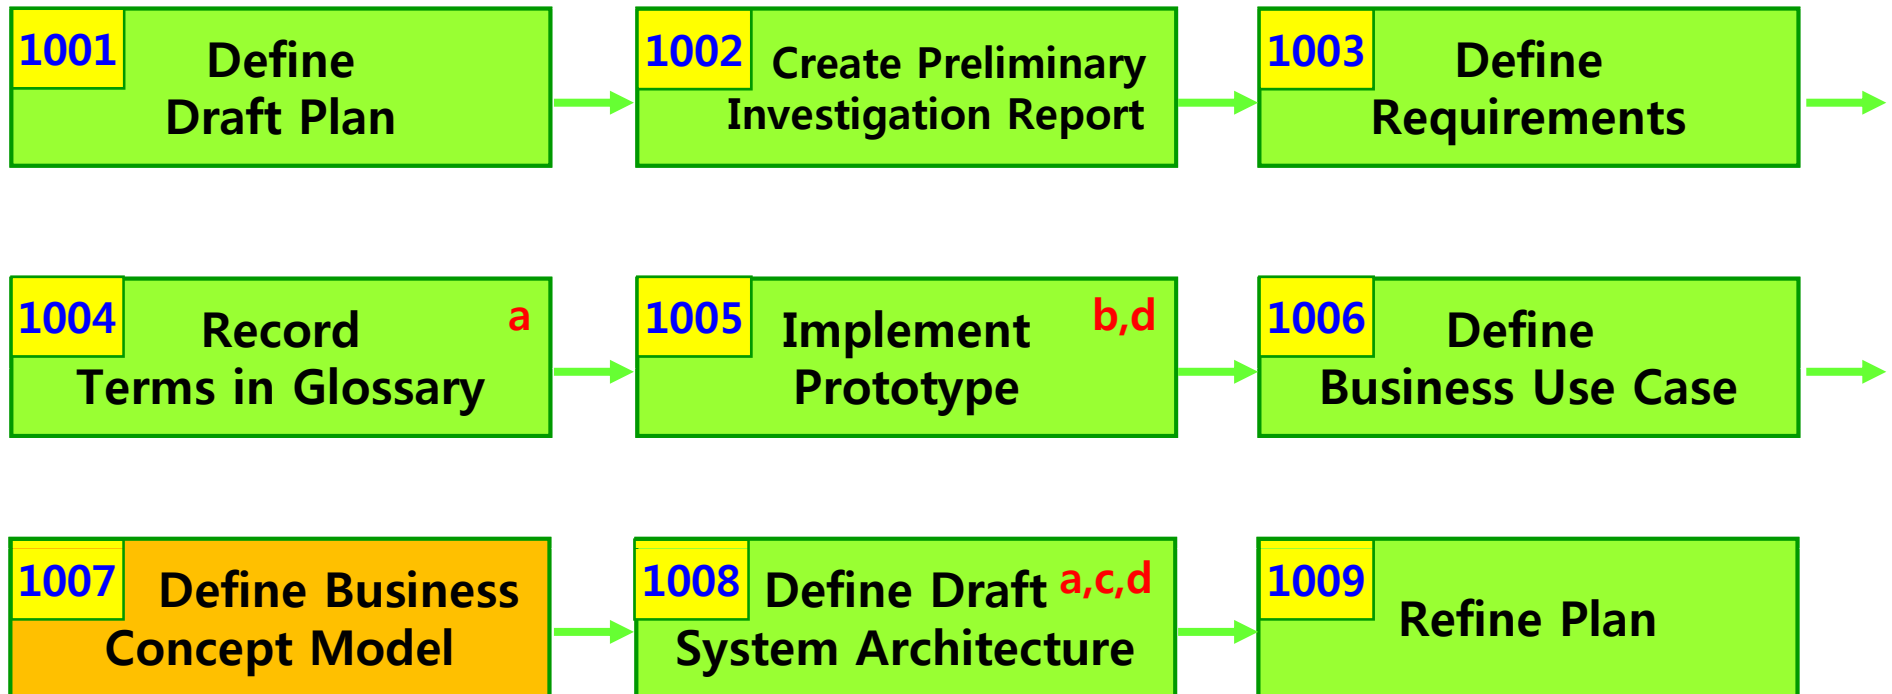 1001
Define
Draft Plan
1002
Create Preliminary
Investigation Report
1003
Define
Requirements
1004
Record
a
Terms in Glossary
1005
Implement
b,d
Prototype
1006
Define
Business Use Case
1007
Define Business
Concept Model
1008
Define Draft
a,c,d
System Architecture
1009
Refine Plan